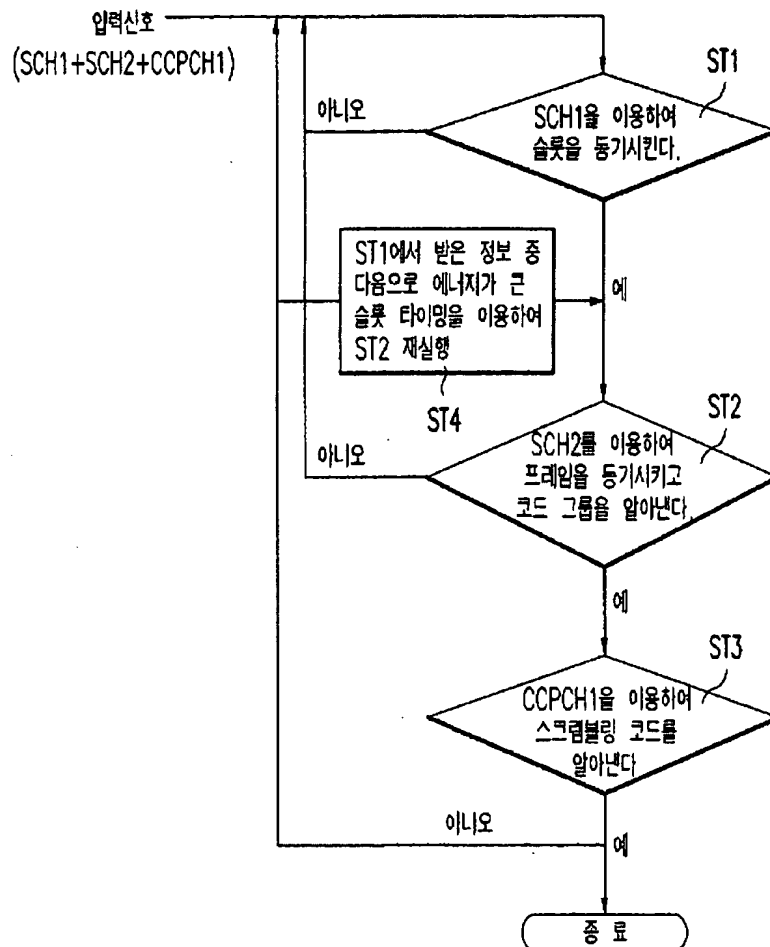 입력신호
(SCH1+SCH2+CCPCH1)
ST1
아니오
SCH1을 이용하여
슬롯을 동기시킨다.
ST1에서 받은 정보 중
다음으로 에너지가 큰
슬롯 타이밍을 이용하여
ST2 재실행
예
ST4
ST2
아니오
SCH2를 이용하여
프레임을 동기시키고
코드 그룹을 알아낸다.
예
ST3
CCPCH1을 이용하여
스크램블링 코드를
알아낸다
아니오
예
종 료